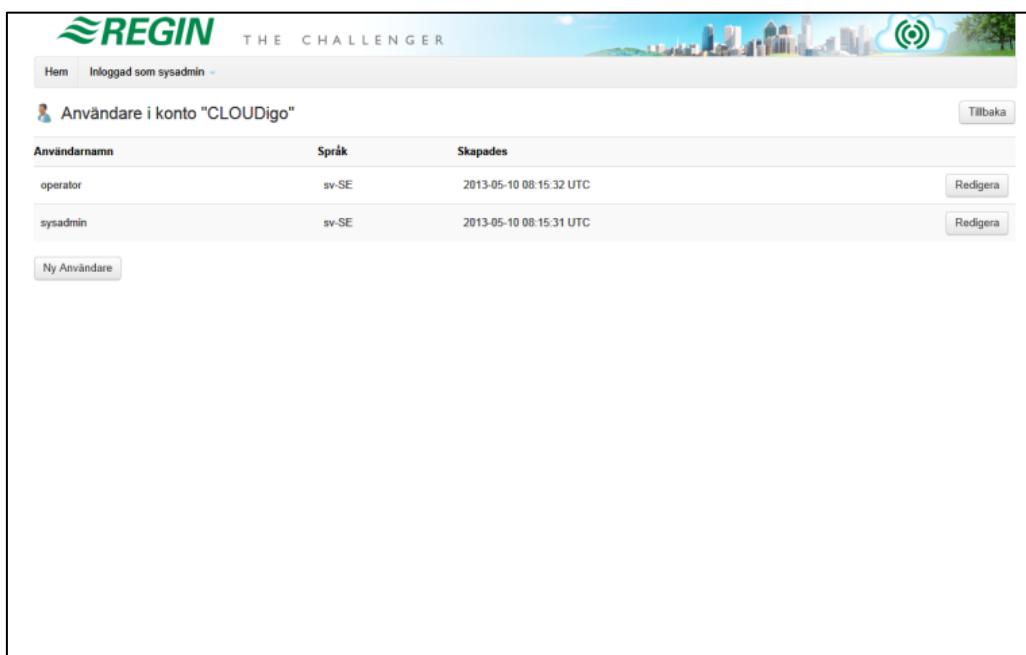 REGIN THE CHALLENGER
Hem Inloggad som sysadmin
Användare i konto "CLOUDigo" Tillbaka
Användarnamn Språk Skapades
operator sv-SE 2013-05-10 08:15:32 UTC Redigera
sysadmin sv-SE 2013-05-10 08:15:31 UTC Redigera
Ny Användare